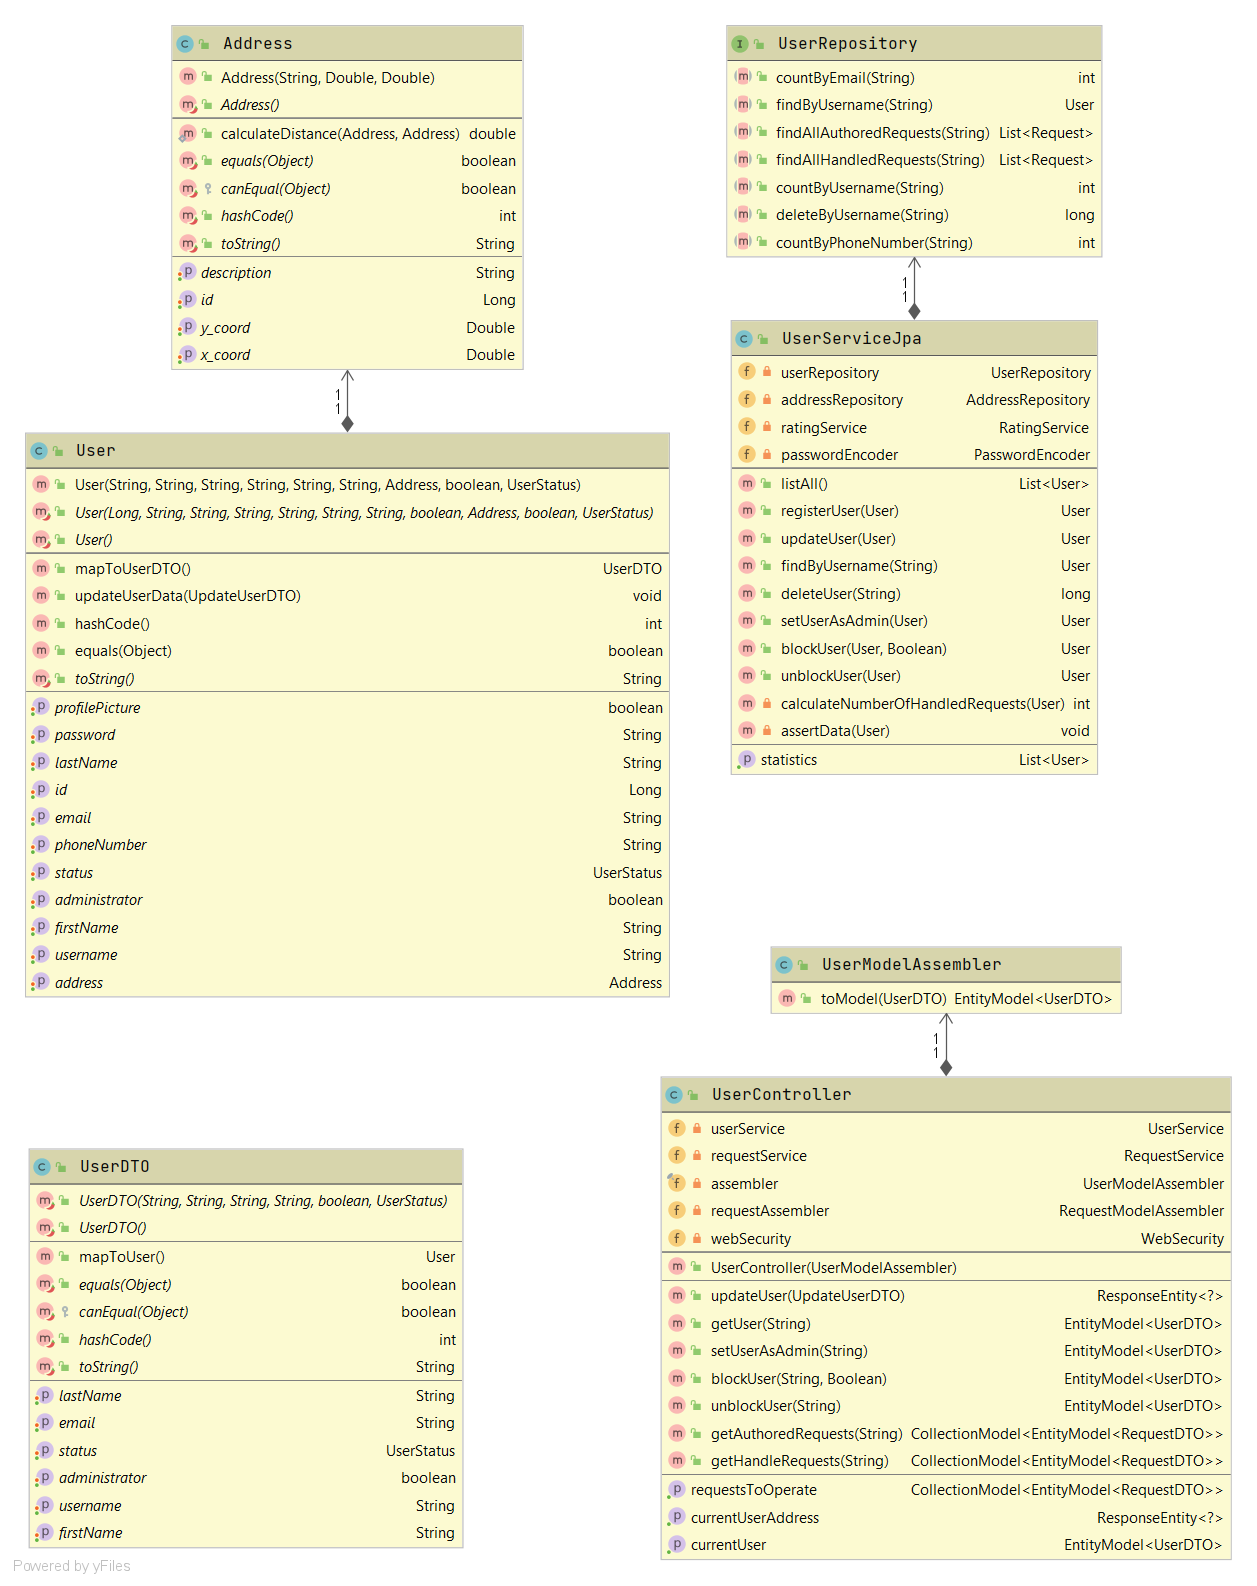 Address
Address(String, Double, Double)
Address()
calculateDistance(Address, Address) double
equals(Object) boolean
canEqual(Object) boolean
hashCode() int
toString() String
description String
id Long
y_coord Double
x_coord Double
1
1
User
User(String, String, String, String, String, String, Address, boolean, UserStatus)
User(Long, String, String, String, String, String, String, boolean, Address, boolean, UserStatus)
User()
mapToUserDTO() UserDTO
updateUserData(UpdateUserDTO) void
hashCode() int
equals(Object) boolean
toString() String
profilePicture boolean
password String
lastName String
id Long
email String
phoneNumber String
status UserStatus
administrator boolean
firstName String
username String
address Address
UserDTO
UserDTO(String, String, String, String, boolean, UserStatus)
UserDTO()
mapToUser() User
equals(Object) boolean
canEqual(Object) boolean
hashCode() int
toString() String
lastName String
email String
status UserStatus
administrator boolean
username String
firstName String
UserRepository
countByEmail(String) int
findByUsername(String) User
findAllAuthoredRequests(String) List<Request>
findAllHandledRequests(String) List<Request>
countByUsername(String) int
deleteByUsername(String) long
countByPhoneNumber(String) int
1
1
UserServiceJpa
userRepository UserRepository
addressRepository AddressRepository
ratingService RatingService
passwordEncoder PasswordEncoder
listAll() List<User>
registerUser(User) User
updateUser(User) User
findByUsername(String) User
deleteUser(String) long
setUserAsAdmin(User) User
blockUser(User, Boolean) User
unblockUser(User) User
calculateNumberOfHandledRequests(User) int
assertData(User) void
statistics List<User>
UserModelAssembler
toModel(UserDTO) EntityModel<UserDTO>
1
1
UserController
userService UserService
requestService RequestService
assembler UserModelAssembler
requestAssembler RequestModelAssembler
webSecurity WebSecurity
UserController(UserModelAssembler)
updateUser(UpdateUserDTO) ResponseEntity<?>
getUser(String) EntityModel<UserDTO>
setUserAsAdmin(String) EntityModel<UserDTO>
blockUser(String, Boolean) EntityModel<UserDTO>
unblockUser(String) EntityModel<UserDTO>
getAuthoredRequests(String) CollectionModel<EntityModel<RequestDTO>>
getHandleRequests(String) CollectionModel<EntityModel<RequestDTO>>
requestsToOperate CollectionModel<EntityModel<RequestDTO>>
currentUserAddress ResponseEntity<?>
currentUser EntityModel<UserDTO>
Powered by yFiles